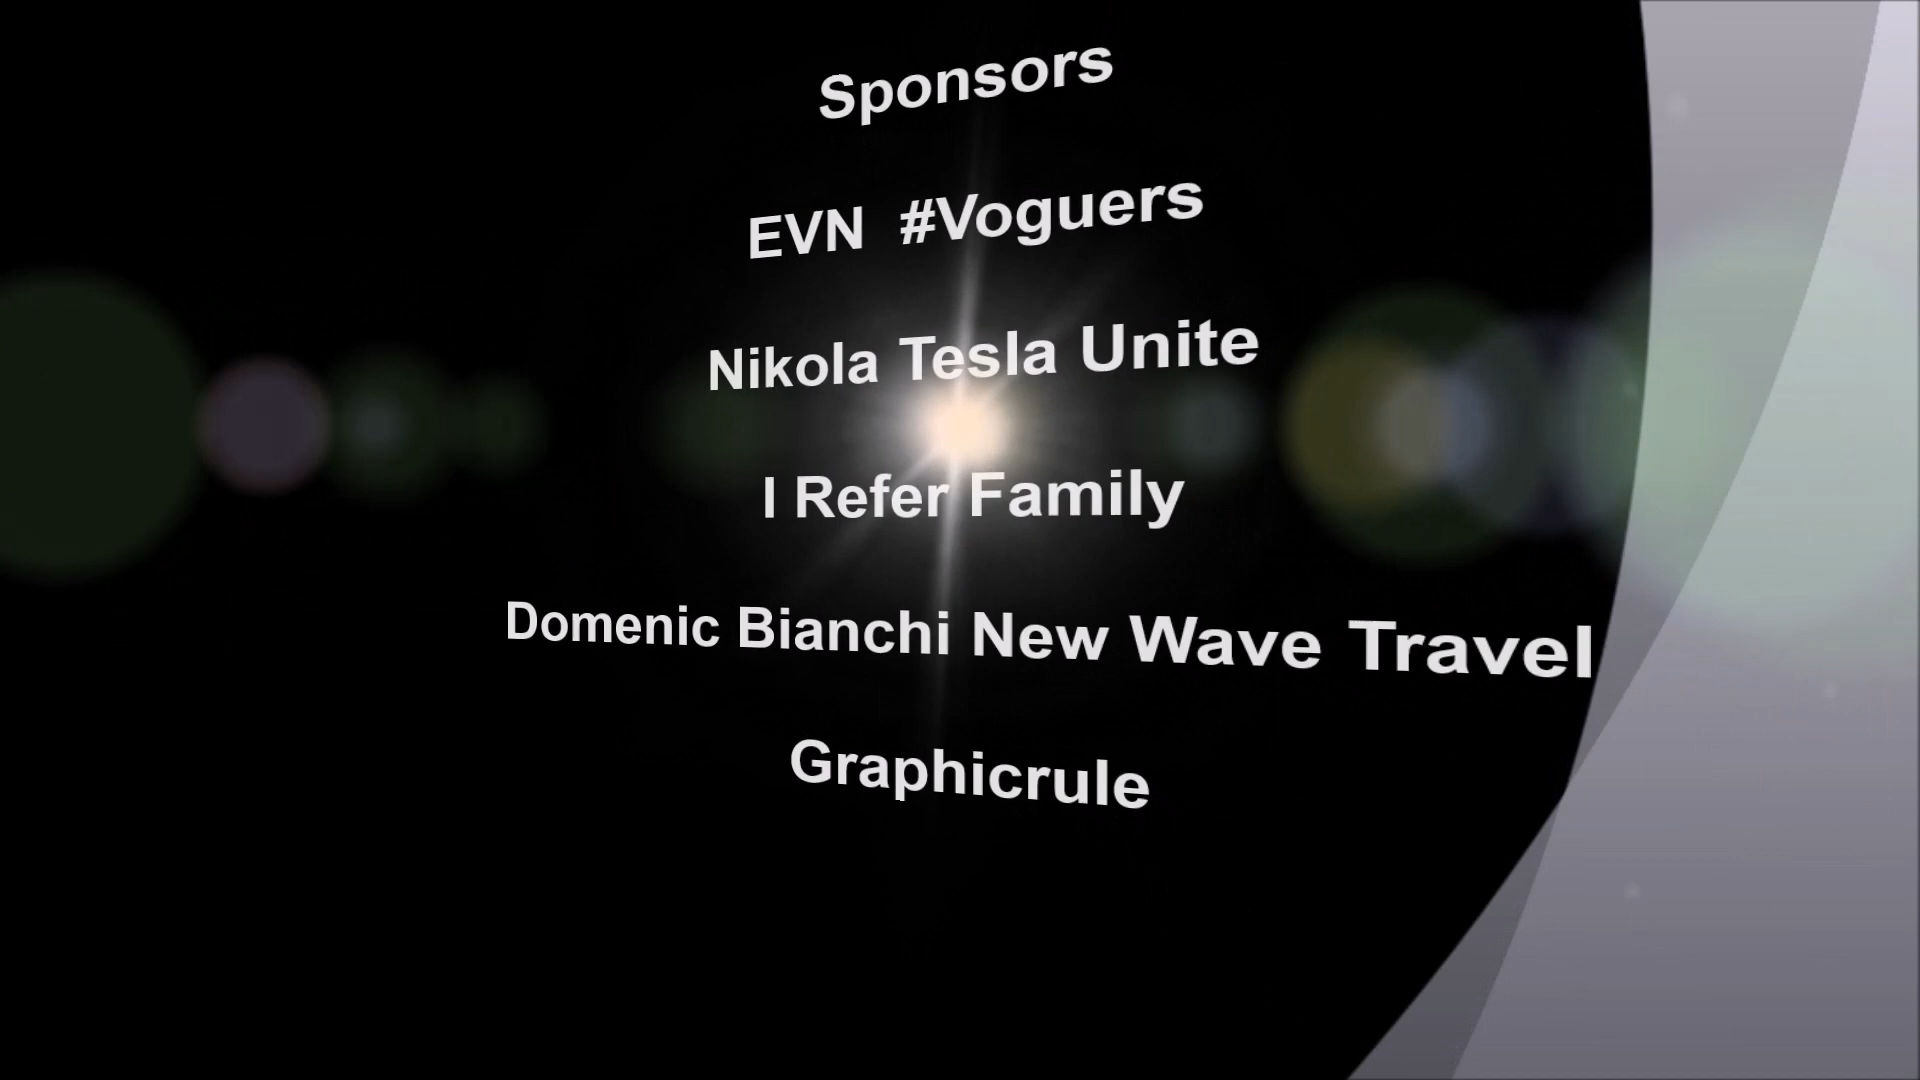 Sponsors
EVN  #Voguers
Nikola Tesla Unite
I Refer Family
Domenic Bianchi New Wave Travel
Graphicrule